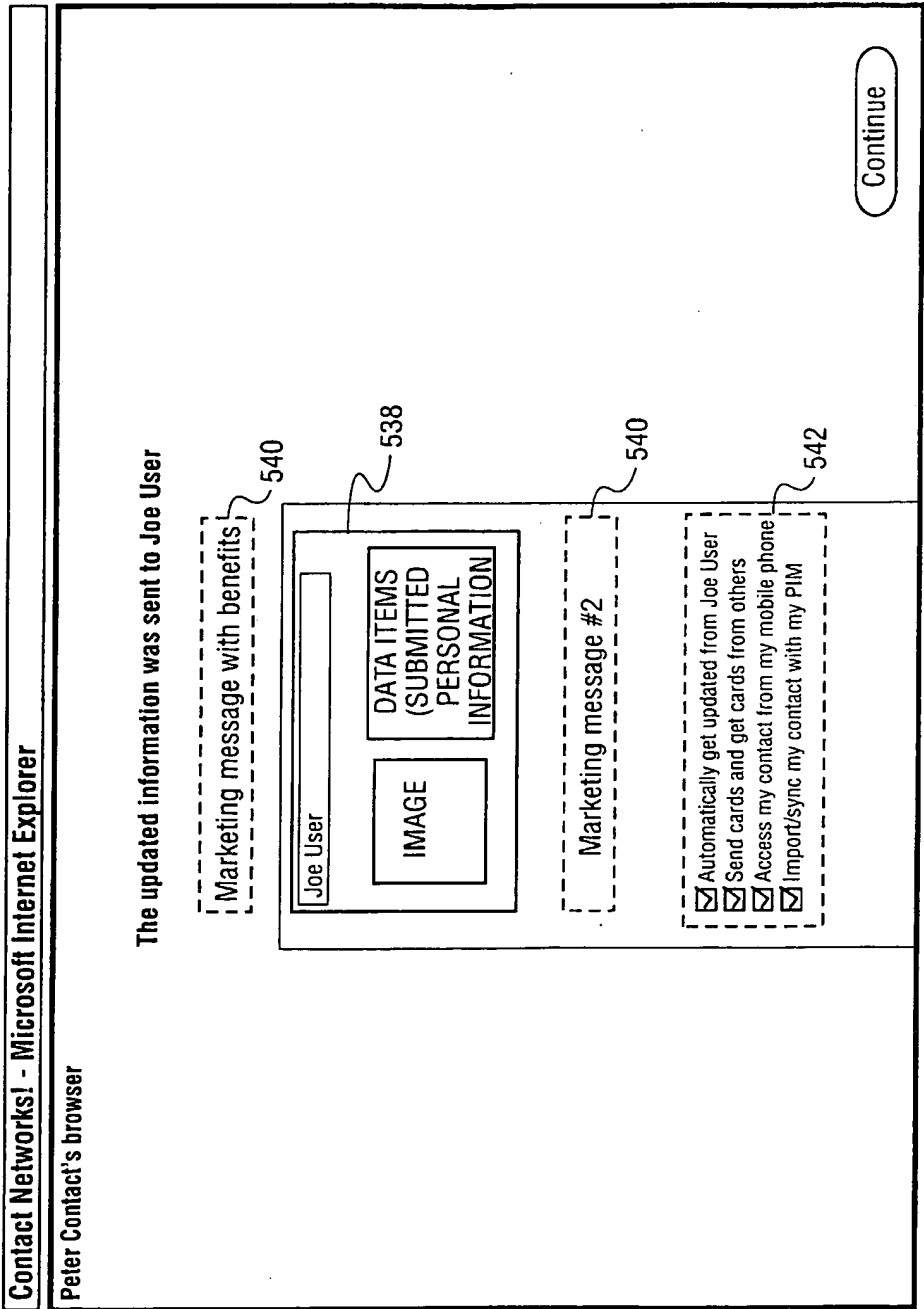 Contact Networks! - Microsoft Internet Explorer
Peter Contact's browser
The updated information was sent to Joe User
Marketing message with benefits
540
538
Joe User
IMAGE
DATA ITEMS
(SUBMITTED
PERSONAL
INFORMATION
Marketing message #2
540
542
Automatically get updated from Joe User
Send cards and get cards from others
Access my contact from my mobile phone
Import/sync my contact with my PIM
Continue